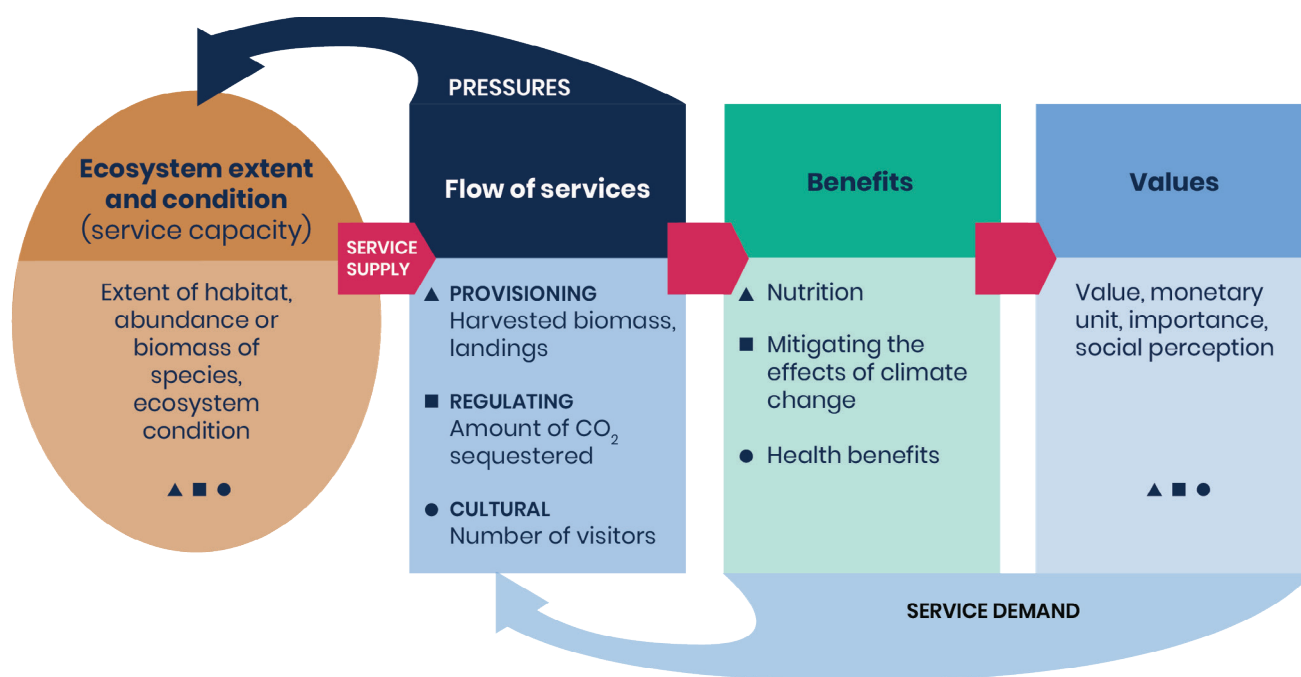 PRESSURES
Ecosystem extent
and condition
(service capacity)
Extent of habitat,
abundance or
biomass of
species,
ecosystem
condition
SERVICE
SUPPLY
Flow of services
PROVISIONING
Harvested biomass,
landings
REGULATING
Amount of CO₂
sequestered
CULTURAL
Number of visitors
Benefits
Nutrition
Mitigating the
effects of climate
change
Health benefits
Values
Value, monetary
unit, importance,
social perception
SERVICE DEMAND